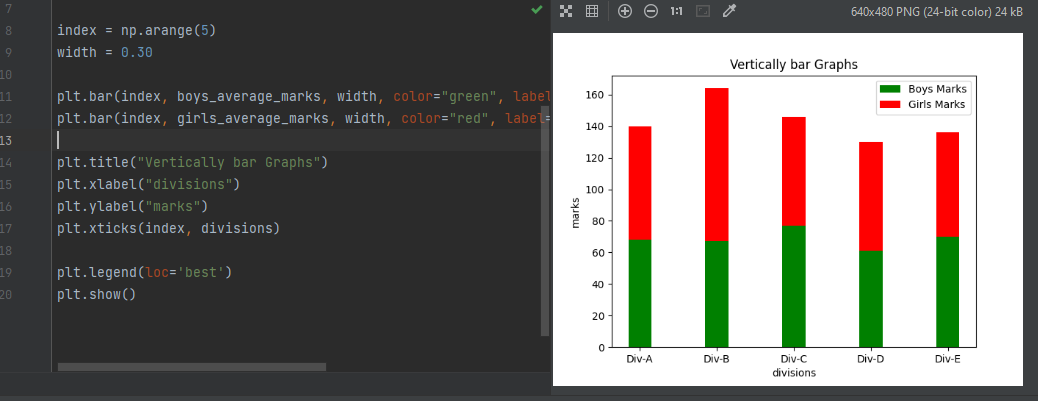 7
8 index = np.arange(5)
9 width = 0.30
10
11 plt.bar(index, boys_average_marks, width, color="green", label
12 plt.bar(index, girls_average_marks, width, color="red", label=
13
14 plt.title("Vertically bar Graphs")
15 plt.xlabel("divisions")
16 plt.ylabel("marks")
17 plt.xticks(index, divisions)
18
19 plt.legend(loc='best')
20 plt.show()
1:1
640x480 PNG (24-bit color) 24 kB
Vertically bar Graphs
Boys Marks
Girls Marks
160
140
120
100
80
60
40
20
0
marks
Div-A Div-B Div-C Div-D Div-E
divisions